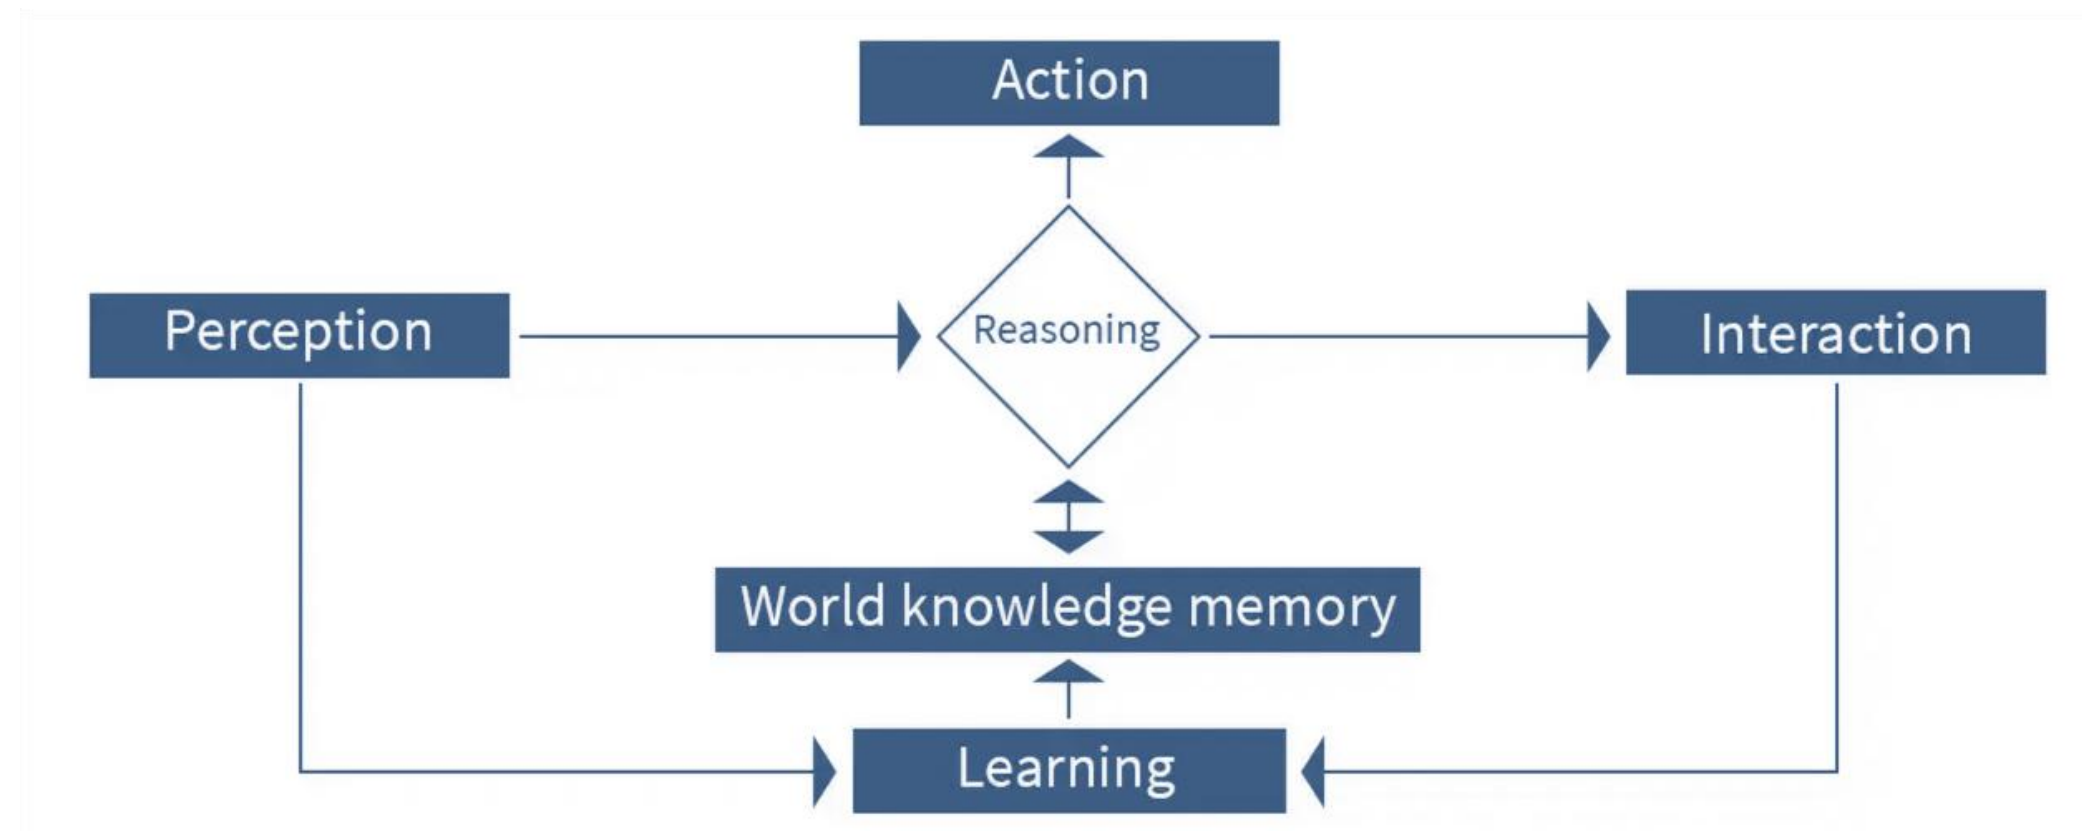 Action
Perception
Reasoning
Interaction
World knowledge memory
Learning